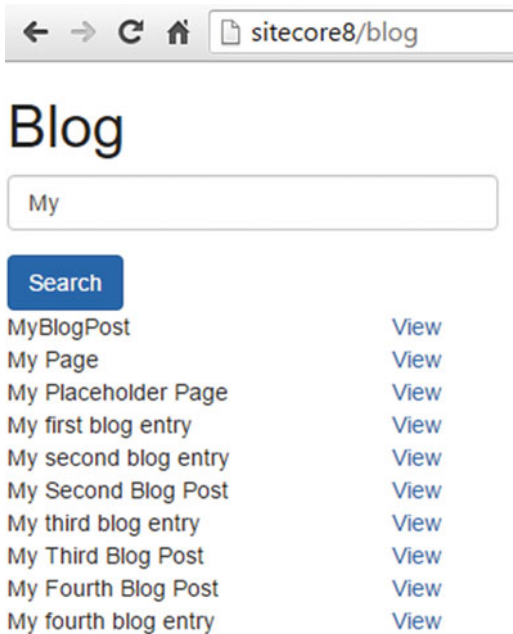 sitecore8/blog
Blog
My
Search
MyBlogPost View
My Page View
My Placeholder Page View
My first blog entry View
My second blog entry View
My Second Blog Post View
My third blog entry View
My Third Blog Post View
My Fourth Blog Post View
My fourth blog entry View